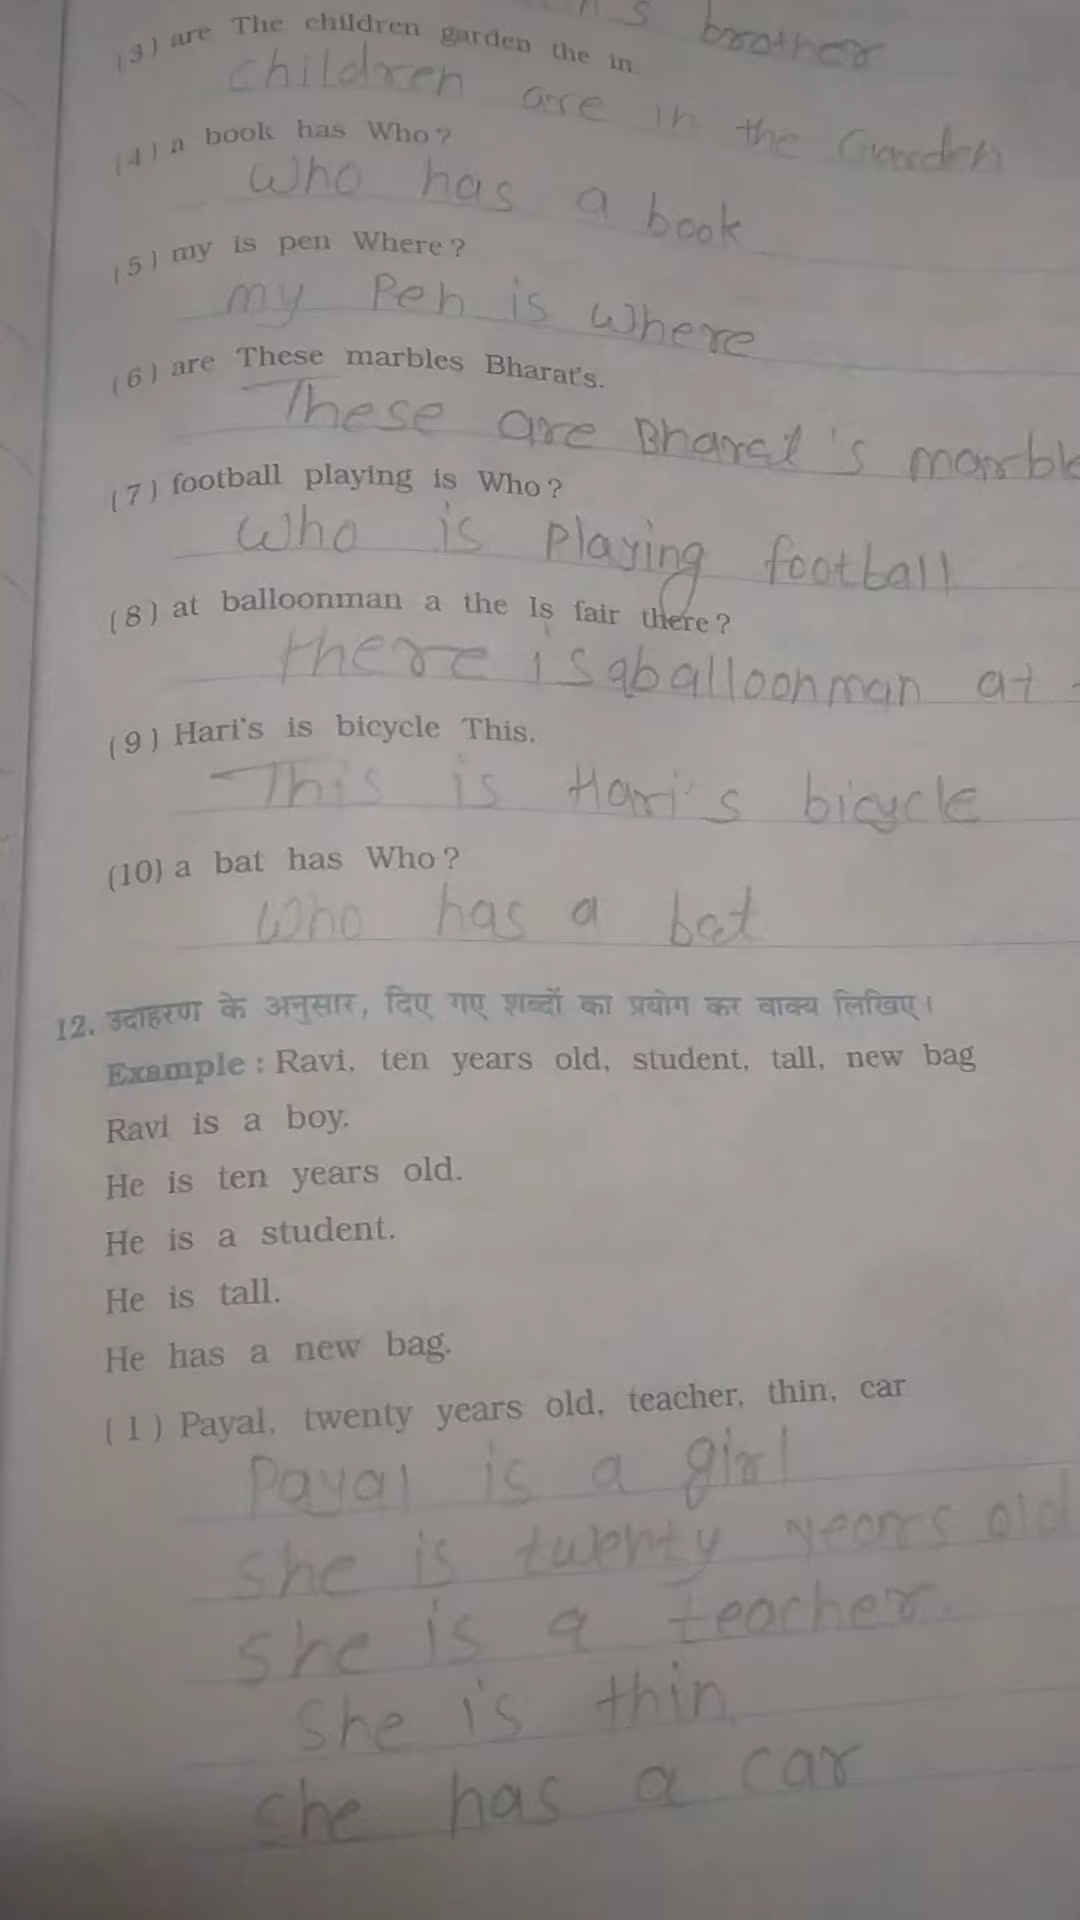 brother
(3) are The children garden the in
children are in the Gardn
(4) a book has Who?
Who has a book
(5) my is pen Where?
my Pen is where
(6) are These marbles Bharat's.
These are Bharat's
(7) football playing is Who?
Who is Playing football
(8) at balloonman a the Is fair there?
there is a balloonman at
(9) Hari's is bicycle This.
This is Hari's bicycle
(10) a bat has Who?
Who has a bat
12. उदाहरण के अनुसार, दिए गए शब्दों का प्रयोग कर वाक्य लिखिए।
Example : Ravi, ten years old, student, tall, new bag
Ravi is a boy.
He is ten years old.
He is a student.
He is tall.
He has a new bag.
(1) Payal, twenty years old, teacher, thin, car
Payal is a girl
she is twenty years old
she is a teacher.
she is thin
she has a car